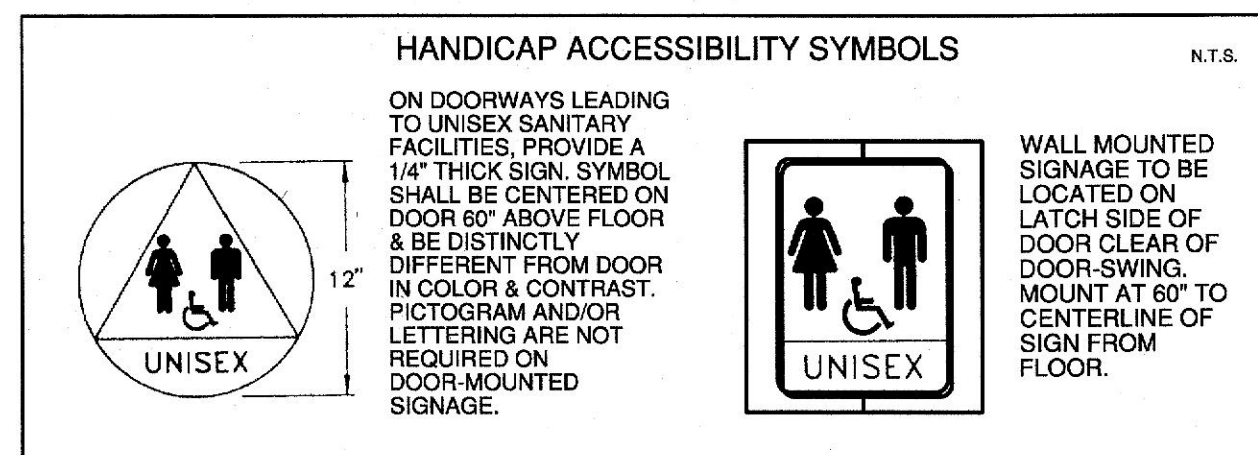 HANDICAP ACCESSIBILITY SYMBOLS
N.T.S.
12"
UNISEX
ON DOORWAYS LEADING
TO UNISEX SANITARY
FACILITIES, PROVIDE A
1/4" THICK SIGN. SYMBOL
SHALL BE CENTERED ON
DOOR 60" ABOVE FLOOR
& BE DISTINCTLY
DIFFERENT FROM DOOR
IN COLOR & CONTRAST.
PICTOGRAM AND/OR
LETTERING ARE NOT
REQUIRED ON
DOOR-MOUNTED
SIGNAGE.
UNISEX
WALL MOUNTED
SIGNAGE TO BE
LOCATED ON
LATCH SIDE OF
DOOR CLEAR OF
DOOR-SWING.
MOUNT AT 60" TO
CENTERLINE OF
SIGN FROM
FLOOR.